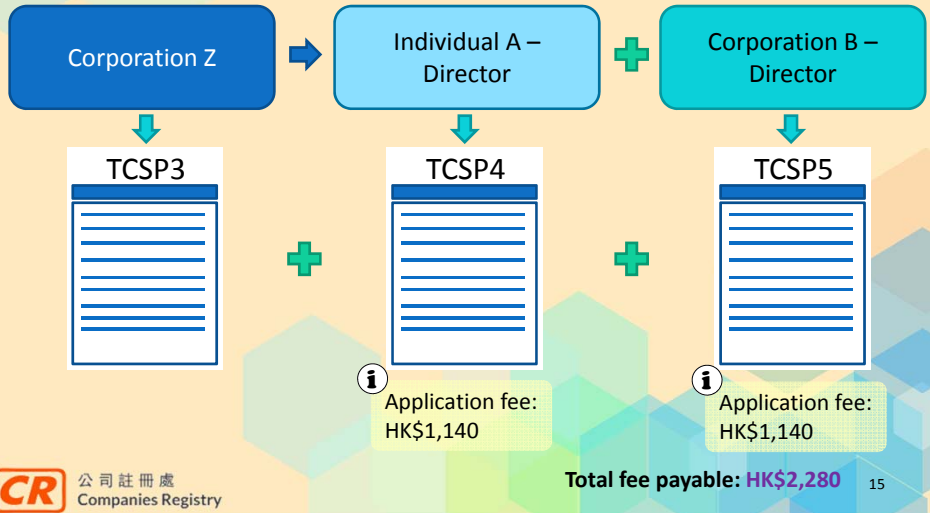 Corporation Z
Individual A –
Director
Corporation B –
Director
TCSP3
TCSP4
TCSP5
i
Application fee:
HK$1,140
i
Application fee:
HK$1,140
CR
公司註冊處
Companies Registry
Total fee payable: HK$2,280
15